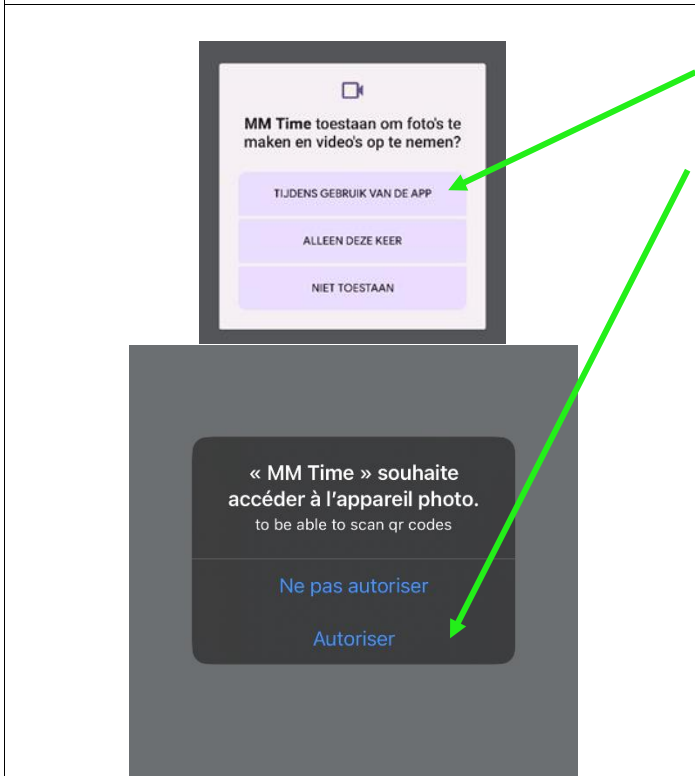 MM Time toestaan om foto's te
maken en video's op te nemen?
TIJDENS GEBRUIK VAN DE APP
ALLEEN DEZE KEER
NIET TOESTAAN
« MM Time » souhaite
accéder à l'appareil photo.
to be able to scan qr codes
Ne pas autoriser
Autoriser